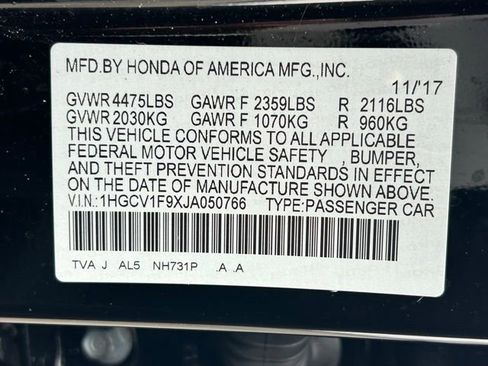 MFD.BY HONDA OF AMERICA MFG.,INC.
11/'17
GVWR 4475LBS GAWR F 2359LBS R 2116LBS
GVWR 2030KG GAWR F 1070KG R 960KG
THIS VEHICLE CONFORMS TO ALL APPLICABLE
FEDERAL MOTOR VEHICLE SAFETY , BUMPER,
AND THEFT PREVENTION STANDARDS IN EFFECT
ON THE DATE OF MANUFACTURE SHOWN ABOVE.
V.I.N.: 1HGCV1F9XJA050766 TYPE:PASSENGER CAR
TVA J AL5 NH731P .A .A